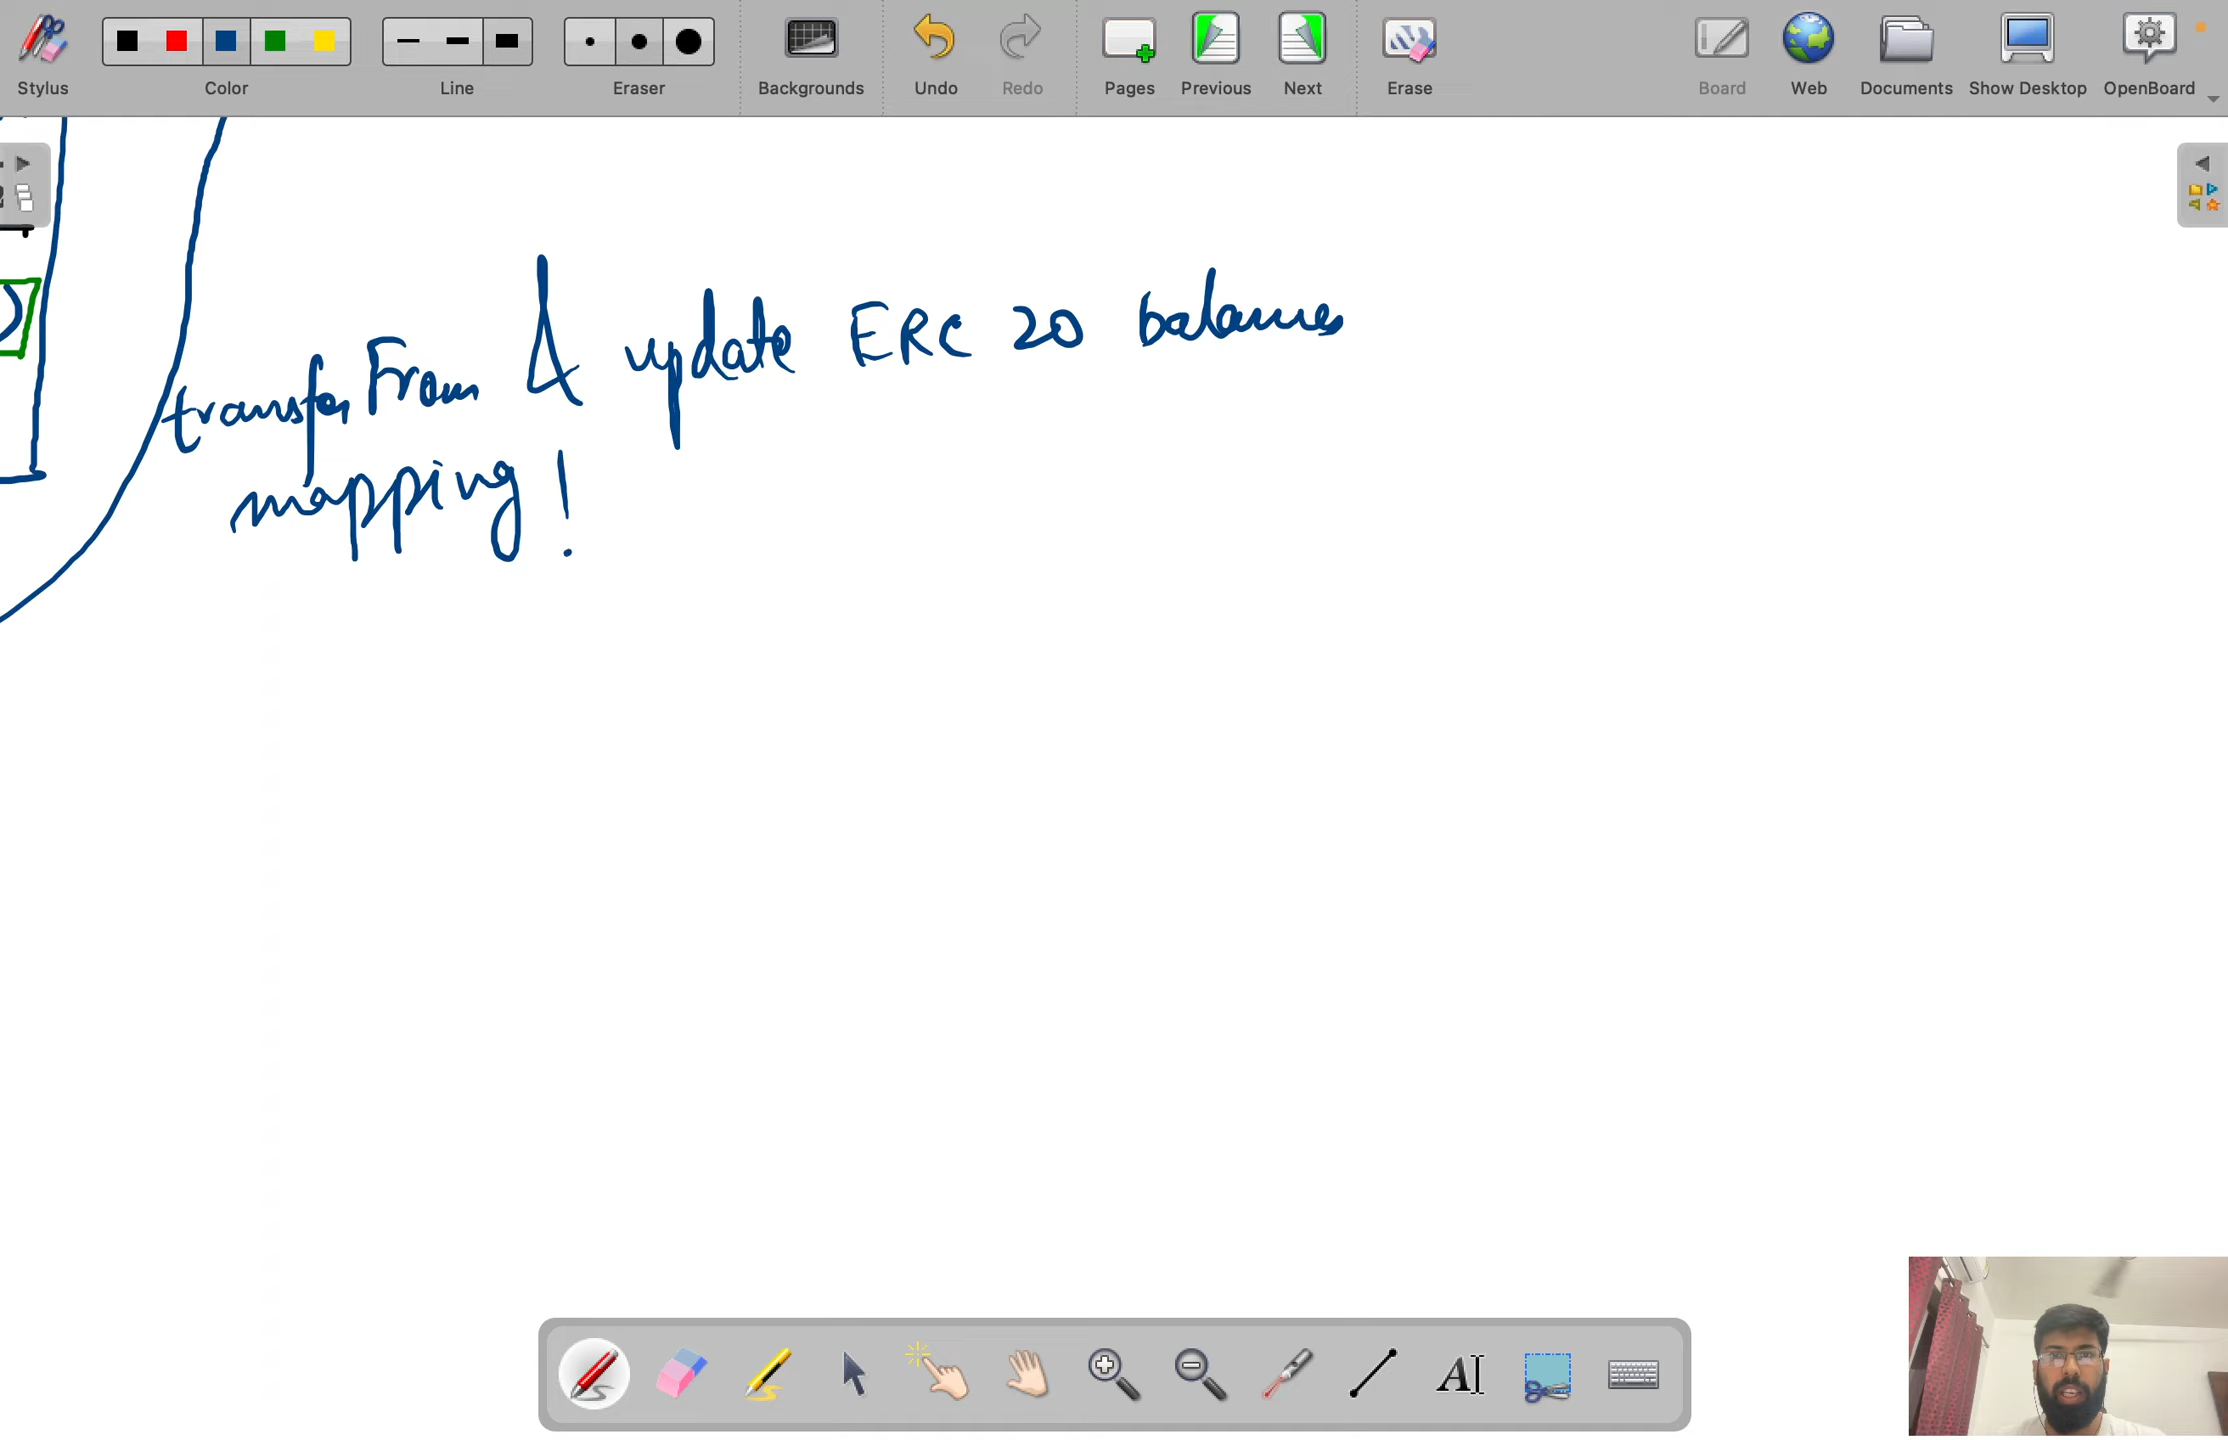 Stylus Color Line Eraser Backgrounds Undo Redo Pages Previous Next Erase Board Web Documents Show Desktop OpenBoard
transferFrom & update ERC 20 balances
mapping!